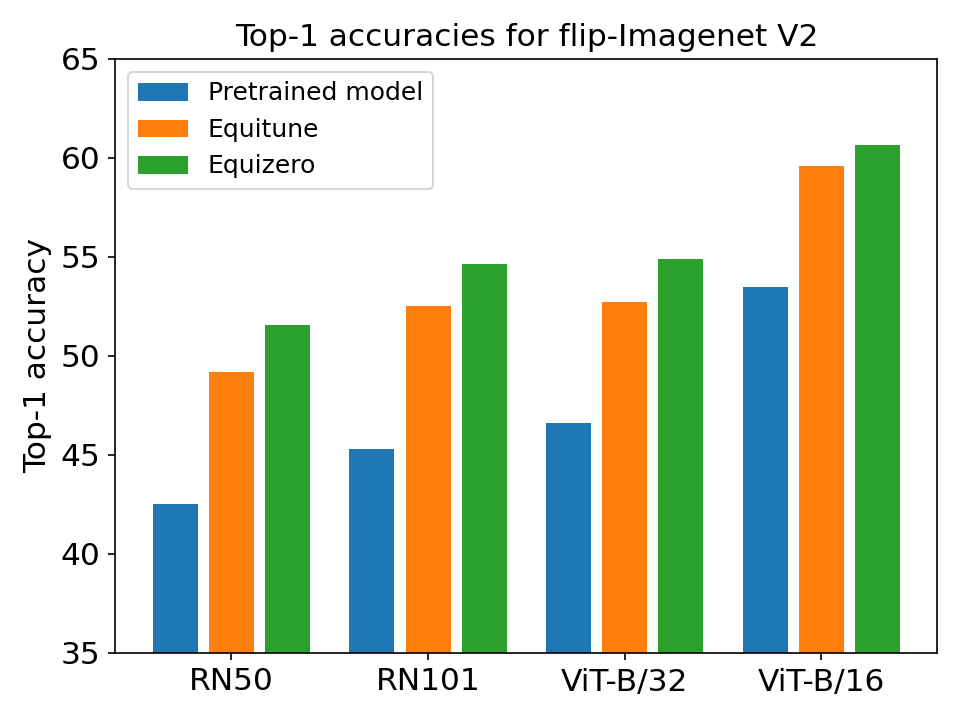 Top-1 accuracies for flip-Imagenet V2
Pretrained model
Equitune
Equizero
Top-1 accuracy
65
60
55
50
45
40
35
RN50
RN101
ViT-B/32
ViT-B/16